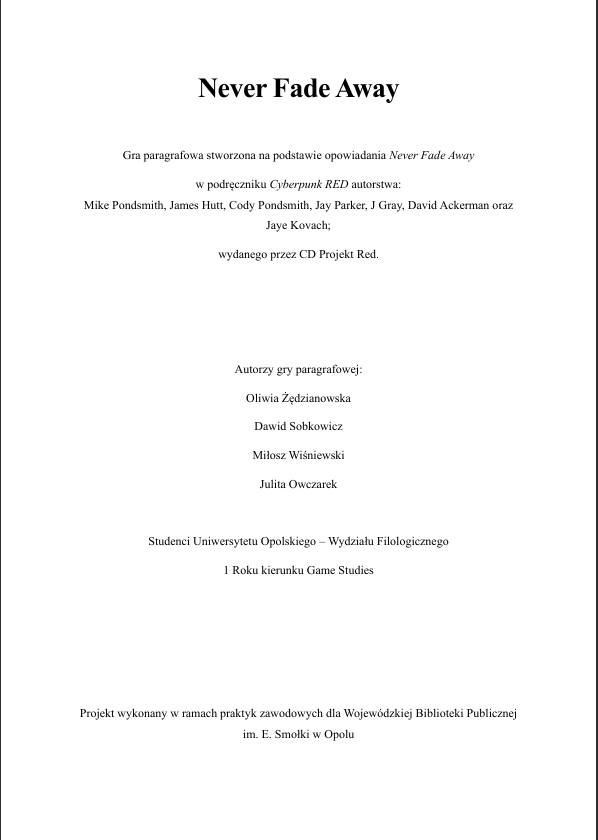 Never Fade Away
Gra paragrafowa stworzona na podstawie opowiadania Never Fade Away
w podręczniku Cyberpunk RED autorstwa:
Mike Pondsmith, James Hutt, Cody Pondsmith, Jay Parker, J Gray, David Ackerman oraz
Jaye Kovach;
wydanego przez CD Projekt Red.
Autorzy gry paragrafowej:
Oliwia Żędzianowska
Dawid Sobkowicz
Miłosz Wiśniewski
Julita Owczarek
Studenci Uniwersytetu Opolskiego – Wydziału Filologicznego
1 Roku kierunku Game Studies
Projekt wykonany w ramach praktyk zawodowych dla Wojewódzkiej Biblioteki Publicznej
im. E. Smołki w Opolu